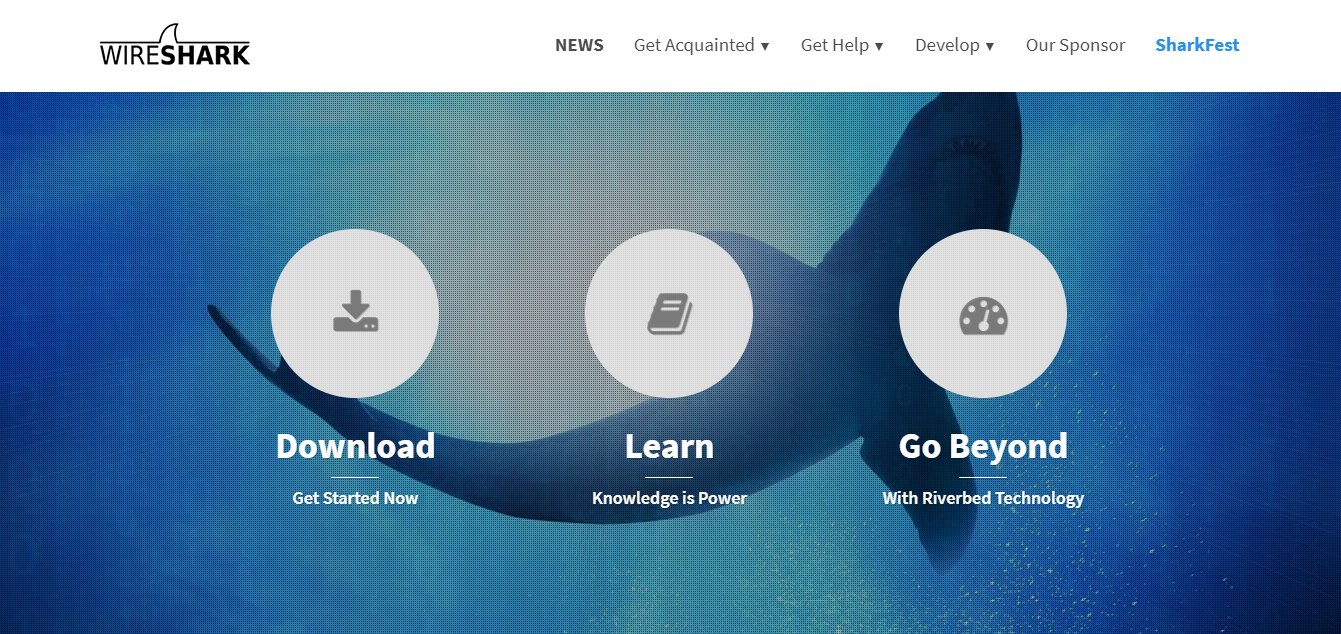 WIRESHARK
NEWS Get Acquainted ▼ Get Help ▼ Develop ▼ Our Sponsor SharkFest
Download Learn Go Beyond
Get Started Now Knowledge is Power With Riverbed Technology